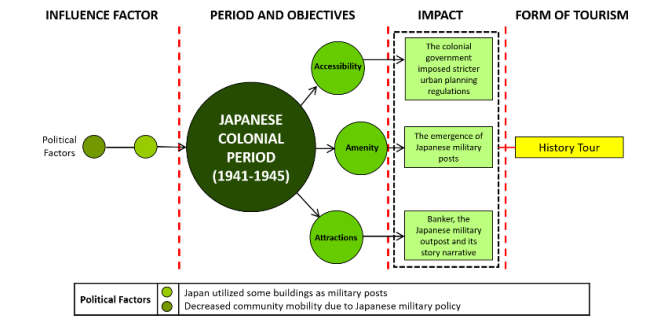 INFLUENCE FACTOR
PERIOD AND OBJECTIVES
IMPACT
FORM OF TOURISM
Political
Factors
JAPANESE
COLONIAL
PERIOD
(1941-1945)
Accessibility
Amenity
Attractions
The colonial
government
imposed stricter
urban planning
regulations
The emergence of
Japanese military
posts
Banker, the
Japanese military
outpost and its
story narrative
History Tour
Political Factors
Japan utilized some buildings as military posts
Decreased community mobility due to Japanese military policy